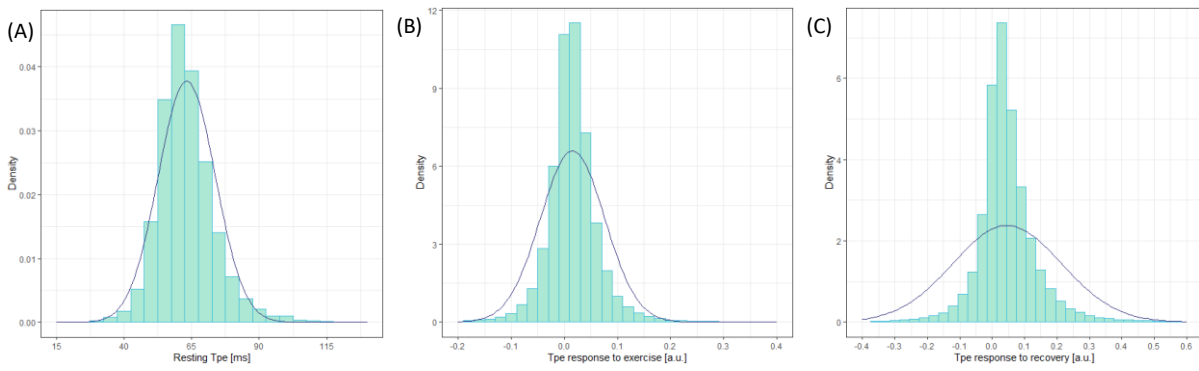 (A)
Density
0.04
0.03
0.02
0.01
0.00
15 40 65 90 115
Resting Tpe [ms]
(B)
Density
12
9
6
3
0
-0.2 -0.1 0.0 0.1 0.2 0.3 0.4
Tpe response to exercise [a.u.]
(C)
Density
6
4
2
0
-0.4 -0.3 -0.2 -0.1 0.0 0.1 0.2 0.3 0.4 0.5 0.6
Tpe response to recovery [a.u.]